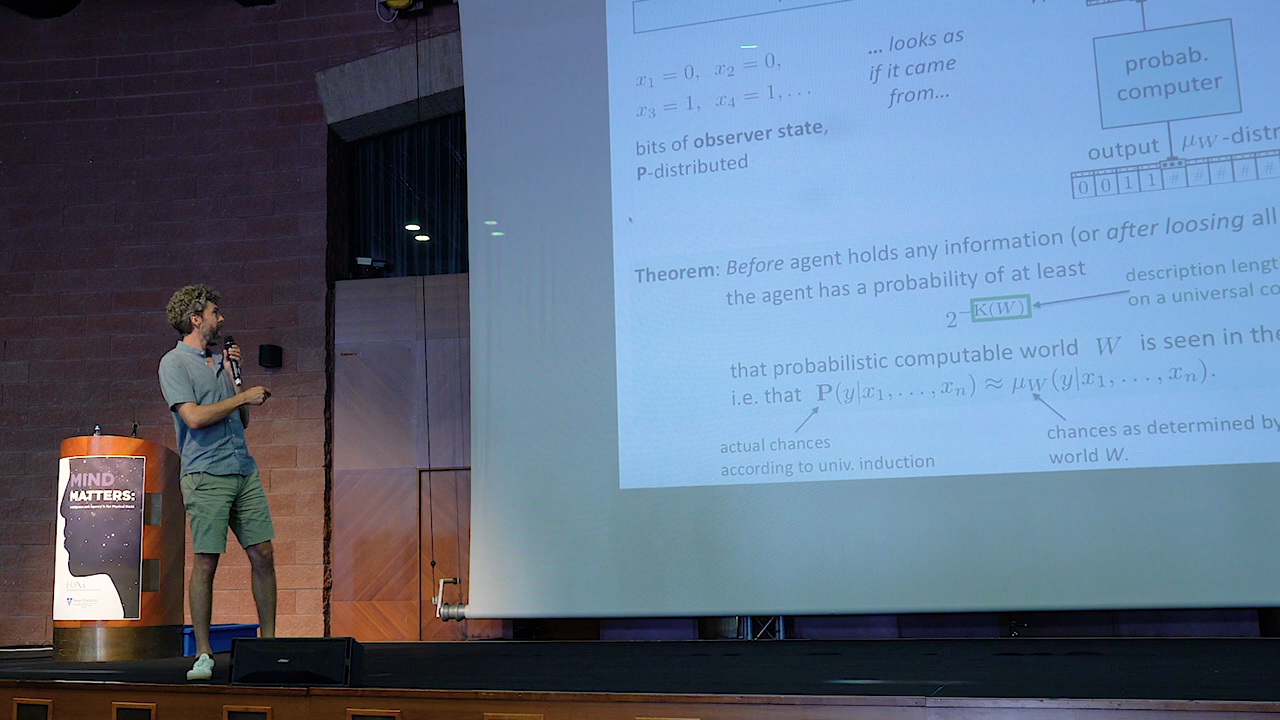 x₁ = 0, x₂ = 0,
x₃ = 1, x₄ = 1, . . .
bits of observer state,
P-distributed
... looks as
if it came
from...
probab.
computer
output μ_W-distr
0 0 1 1 # # # # #
Theorem: Before agent holds any information (or after loosing all
the agent has a probability of at least
2^−K(W)
description lengt
on a universal co
that probabilistic computable world W is seen in the
i.e. that P(y|x₁, . . . , xₙ) ≈ μ_W(y|x₁, . . . , xₙ).
actual chances
according to univ. induction
chances as determined by
world W.
MIND
MATTERS: